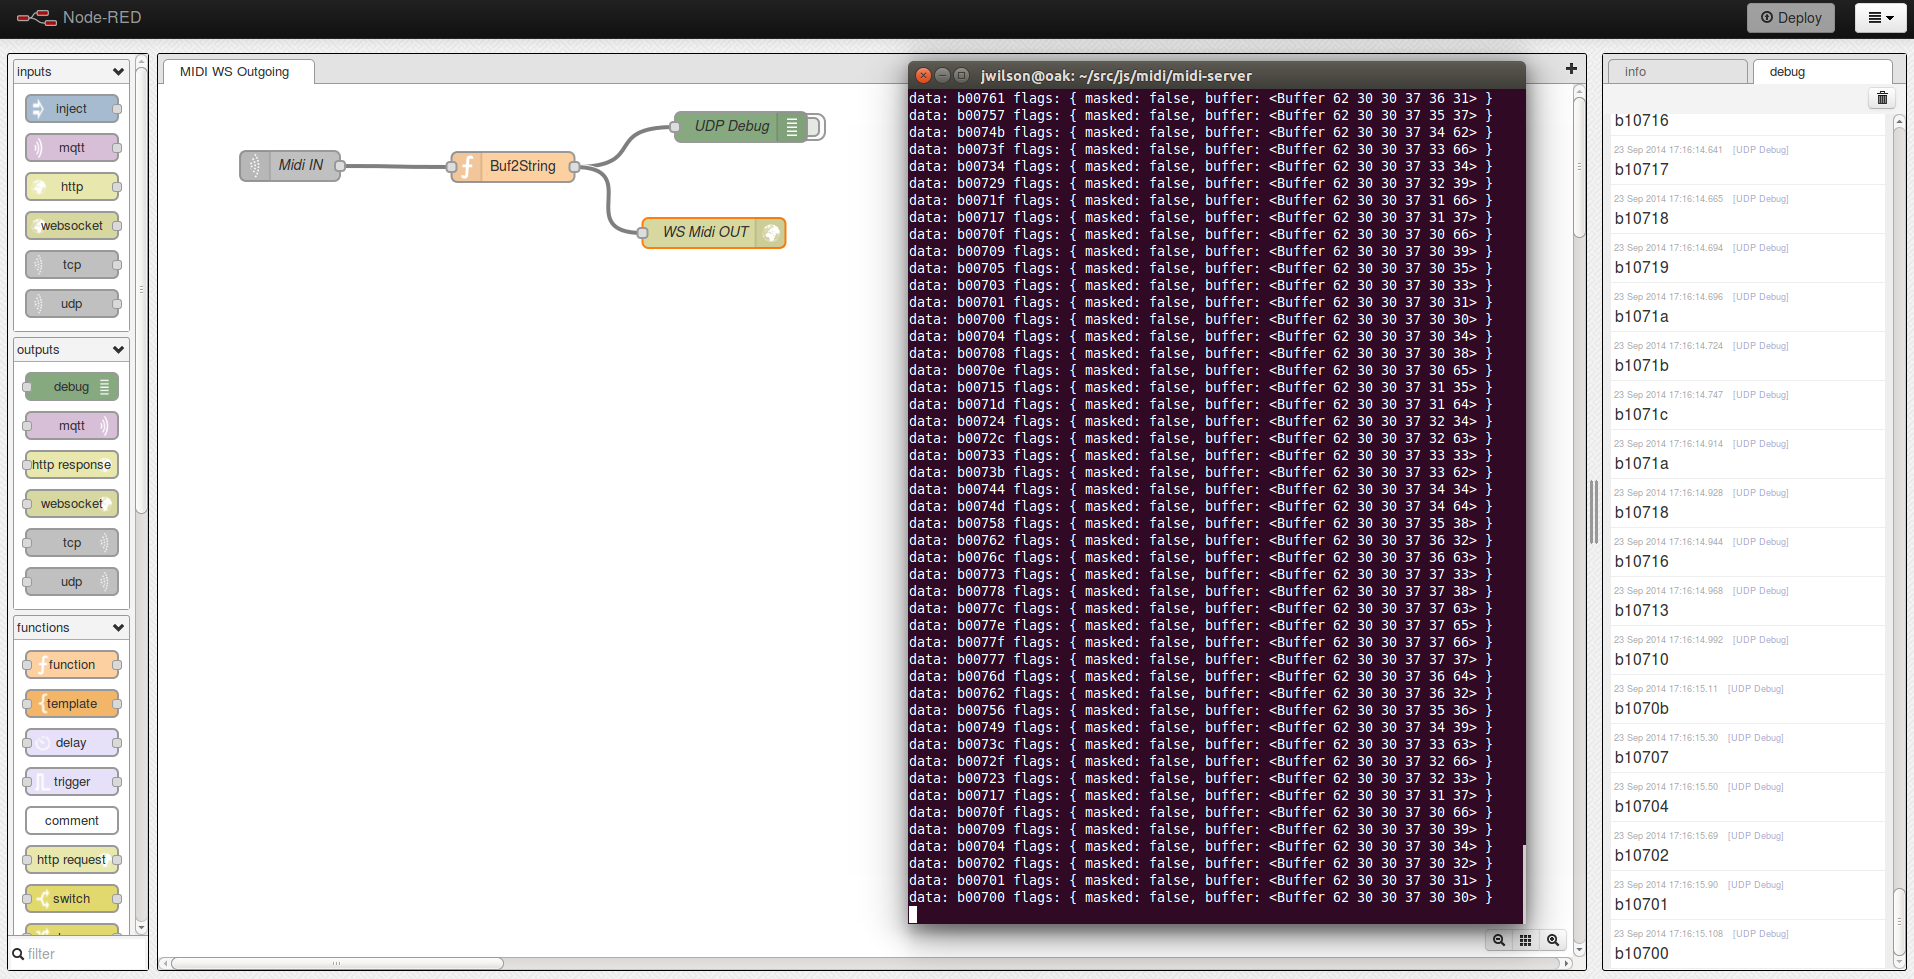 Node-RED
Deploy
inputs
inject
mqtt
http
websocket
tcp
udp
outputs
debug
mqtt
http response
websocket
tcp
udp
functions
function
template
delay
trigger
comment
http request
switch
filter
MIDI WS Outgoing
Midi IN
Buf2String
UDP Debug
WS Midi OUT
jwilson@oak: ~/src/js/midi/midi-server
data: b00761 flags: { masked: false, buffer: <Buffer 62 30 30 37 36 31> }
data: b00757 flags: { masked: false, buffer: <Buffer 62 30 30 37 35 37> }
data: b0074b flags: { masked: false, buffer: <Buffer 62 30 30 37 34 62> }
data: b0073f flags: { masked: false, buffer: <Buffer 62 30 30 37 33 66> }
data: b00734 flags: { masked: false, buffer: <Buffer 62 30 30 37 33 34> }
data: b00729 flags: { masked: false, buffer: <Buffer 62 30 30 37 32 39> }
data: b0071f flags: { masked: false, buffer: <Buffer 62 30 30 37 31 66> }
data: b00717 flags: { masked: false, buffer: <Buffer 62 30 30 37 31 37> }
data: b0070f flags: { masked: false, buffer: <Buffer 62 30 30 37 30 66> }
data: b00709 flags: { masked: false, buffer: <Buffer 62 30 30 37 30 39> }
data: b00705 flags: { masked: false, buffer: <Buffer 62 30 30 37 30 35> }
data: b00703 flags: { masked: false, buffer: <Buffer 62 30 30 37 30 33> }
data: b00701 flags: { masked: false, buffer: <Buffer 62 30 30 37 30 31> }
data: b00700 flags: { masked: false, buffer: <Buffer 62 30 30 37 30 30> }
data: b00704 flags: { masked: false, buffer: <Buffer 62 30 30 37 30 34> }
data: b00708 flags: { masked: false, buffer: <Buffer 62 30 30 37 30 38> }
data: b0070e flags: { masked: false, buffer: <Buffer 62 30 30 37 30 65> }
data: b00715 flags: { masked: false, buffer: <Buffer 62 30 30 37 31 35> }
data: b0071d flags: { masked: false, buffer: <Buffer 62 30 30 37 31 64> }
data: b00724 flags: { masked: false, buffer: <Buffer 62 30 30 37 32 34> }
data: b0072c flags: { masked: false, buffer: <Buffer 62 30 30 37 32 63> }
data: b00733 flags: { masked: false, buffer: <Buffer 62 30 30 37 33 33> }
data: b0073b flags: { masked: false, buffer: <Buffer 62 30 30 37 33 62> }
data: b00744 flags: { masked: false, buffer: <Buffer 62 30 30 37 34 34> }
data: b0074d flags: { masked: false, buffer: <Buffer 62 30 30 37 34 64> }
data: b00758 flags: { masked: false, buffer: <Buffer 62 30 30 37 35 38> }
data: b00762 flags: { masked: false, buffer: <Buffer 62 30 30 37 36 32> }
data: b0076c flags: { masked: false, buffer: <Buffer 62 30 30 37 36 63> }
data: b00773 flags: { masked: false, buffer: <Buffer 62 30 30 37 37 33> }
data: b00778 flags: { masked: false, buffer: <Buffer 62 30 30 37 37 38> }
data: b0077c flags: { masked: false, buffer: <Buffer 62 30 30 37 37 63> }
data: b0077e flags: { masked: false, buffer: <Buffer 62 30 30 37 37 65> }
data: b0077f flags: { masked: false, buffer: <Buffer 62 30 30 37 37 66> }
data: b00777 flags: { masked: false, buffer: <Buffer 62 30 30 37 37 37> }
data: b0076d flags: { masked: false, buffer: <Buffer 62 30 30 37 36 64> }
data: b00762 flags: { masked: false, buffer: <Buffer 62 30 30 37 36 32> }
data: b00756 flags: { masked: false, buffer: <Buffer 62 30 30 37 35 36> }
data: b00749 flags: { masked: false, buffer: <Buffer 62 30 30 37 34 39> }
data: b0073c flags: { masked: false, buffer: <Buffer 62 30 30 37 33 63> }
data: b0072f flags: { masked: false, buffer: <Buffer 62 30 30 37 32 66> }
data: b00723 flags: { masked: false, buffer: <Buffer 62 30 30 37 32 33> }
data: b00717 flags: { masked: false, buffer: <Buffer 62 30 30 37 31 37> }
data: b0070f flags: { masked: false, buffer: <Buffer 62 30 30 37 30 66> }
data: b00709 flags: { masked: false, buffer: <Buffer 62 30 30 37 30 39> }
data: b00704 flags: { masked: false, buffer: <Buffer 62 30 30 37 30 34> }
data: b00702 flags: { masked: false, buffer: <Buffer 62 30 30 37 30 32> }
data: b00701 flags: { masked: false, buffer: <Buffer 62 30 30 37 30 31> }
data: b00700 flags: { masked: false, buffer: <Buffer 62 30 30 37 30 30> }
info
debug
b10716
23 Sep 2014 17:16:14.641 [UDP Debug]
b10717
23 Sep 2014 17:16:14.665 [UDP Debug]
b10718
23 Sep 2014 17:16:14.694 [UDP Debug]
b10719
23 Sep 2014 17:16:14.696 [UDP Debug]
b1071a
23 Sep 2014 17:16:14.724 [UDP Debug]
b1071b
23 Sep 2014 17:16:14.747 [UDP Debug]
b1071c
23 Sep 2014 17:16:14.914 [UDP Debug]
b1071a
23 Sep 2014 17:16:14.928 [UDP Debug]
b10718
23 Sep 2014 17:16:14.944 [UDP Debug]
b10716
23 Sep 2014 17:16:14.968 [UDP Debug]
b10713
23 Sep 2014 17:16:14.992 [UDP Debug]
b10710
23 Sep 2014 17:16:15.11 [UDP Debug]
b1070b
23 Sep 2014 17:16:15.30 [UDP Debug]
b10707
23 Sep 2014 17:16:15.50 [UDP Debug]
b10704
23 Sep 2014 17:16:15.69 [UDP Debug]
b10702
23 Sep 2014 17:16:15.90 [UDP Debug]
b10701
23 Sep 2014 17:16:15.108 [UDP Debug]
b10700